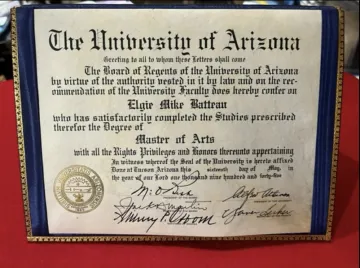 The University of Arizona
Greeting to all to whom these Letters shall come
The Board of Regents of the University of Arizona
by virtue of the authority vested in it by law and on the rec-
ommendation of the University Faculty does hereby confer on
Elgie Mike Batteau
who has satisfactorily completed the Studies prescribed
therefor the Degree of
Master of Arts
with all the Rights Privileges and Honors thereunto appertaining
In witness whereof the Seal of the University is hereto affixed
Done at Tucson Arizona this sixteenth day of May, in
the year of our Lord one thousand nine hundred and